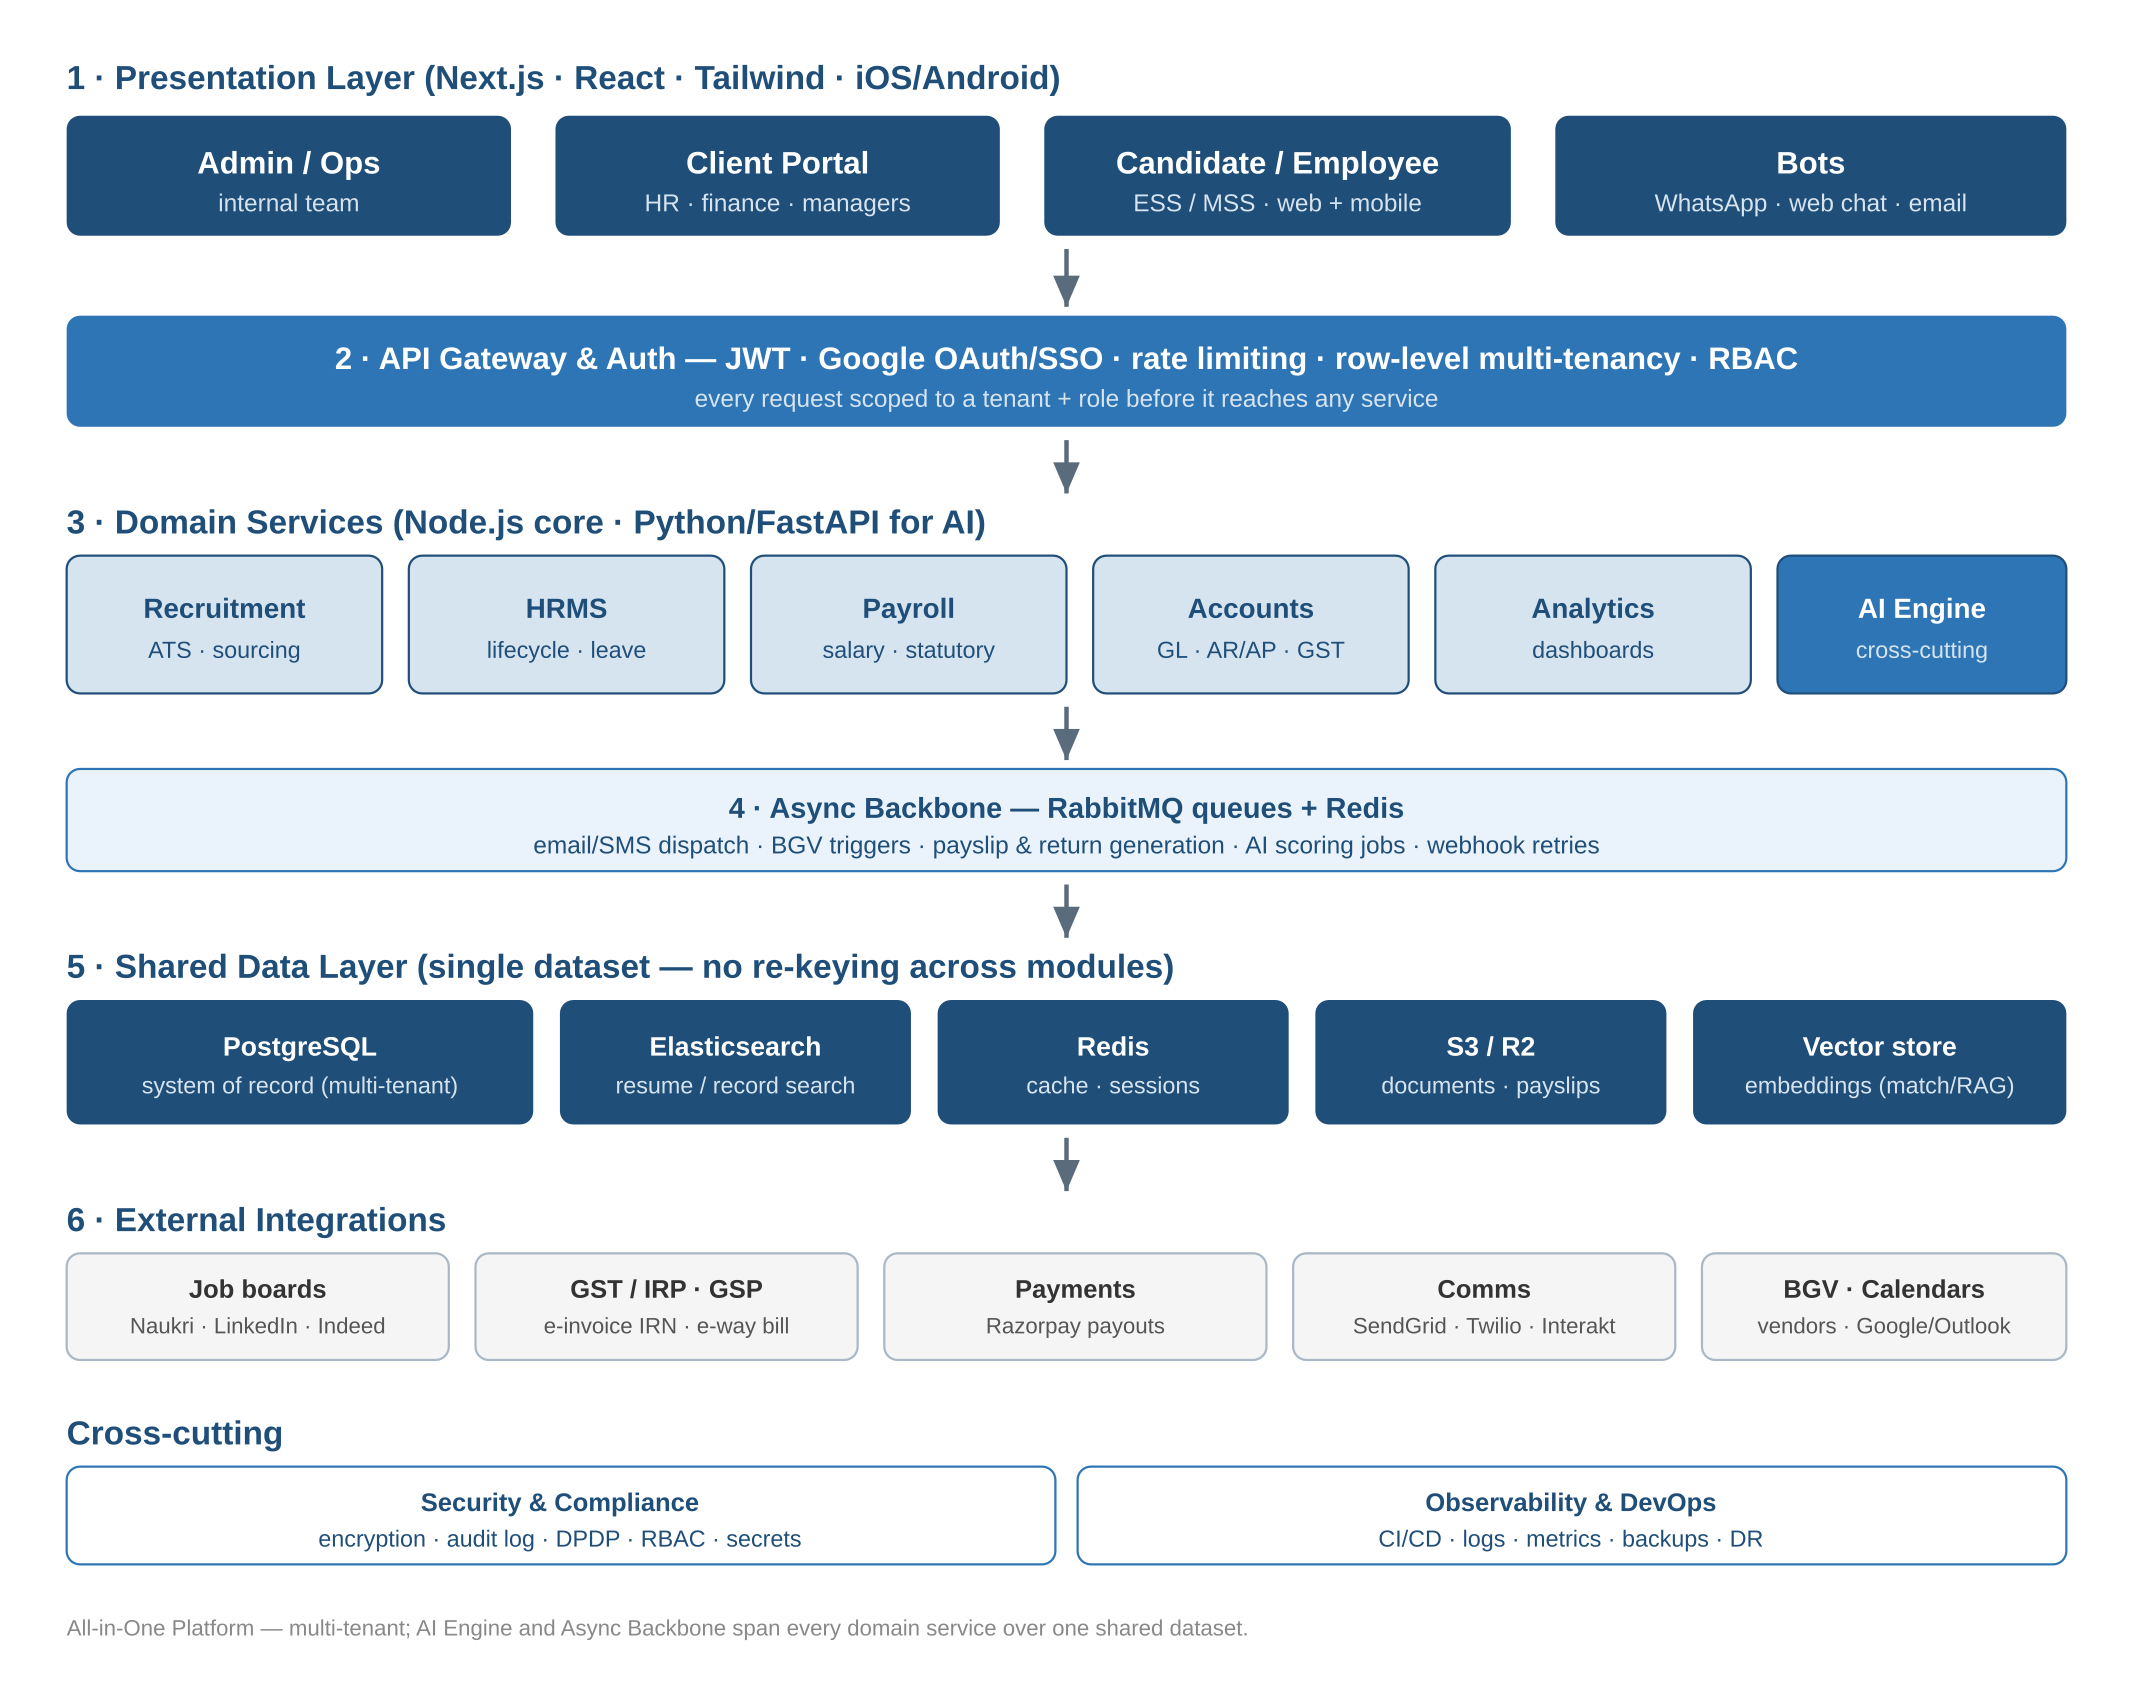 1 · Presentation Layer (Next.js · React · Tailwind · iOS/Android)
Admin / Ops
internal team
Client Portal
HR · finance · managers
Candidate / Employee
ESS / MSS · web + mobile
Bots
WhatsApp · web chat · email
2 · API Gateway & Auth — JWT · Google OAuth/SSO · rate limiting · row-level multi-tenancy · RBAC
every request scoped to a tenant + role before it reaches any service
3 · Domain Services (Node.js core · Python/FastAPI for AI)
Recruitment
ATS · sourcing
HRMS
lifecycle · leave
Payroll
salary · statutory
Accounts
GL · AR/AP · GST
Analytics
dashboards
AI Engine
cross-cutting
4 · Async Backbone — RabbitMQ queues + Redis
email/SMS dispatch · BGV triggers · payslip & return generation · AI scoring jobs · webhook retries
5 · Shared Data Layer (single dataset — no re-keying across modules)
PostgreSQL
system of record (multi-tenant)
Elasticsearch
resume / record search
Redis
cache · sessions
S3 / R2
documents · payslips
Vector store
embeddings (match/RAG)
6 · External Integrations
Job boards
Naukri · LinkedIn · Indeed
GST / IRP · GSP
e-invoice IRN · e-way bill
Payments
Razorpay payouts
Comms
SendGrid · Twilio · Interakt
BGV · Calendars
vendors · Google/Outlook
Cross-cutting
Security & Compliance
encryption · audit log · DPDP · RBAC · secrets
Observability & DevOps
CI/CD · logs · metrics · backups · DR
All-in-One Platform — multi-tenant; AI Engine and Async Backbone span every domain service over one shared dataset.